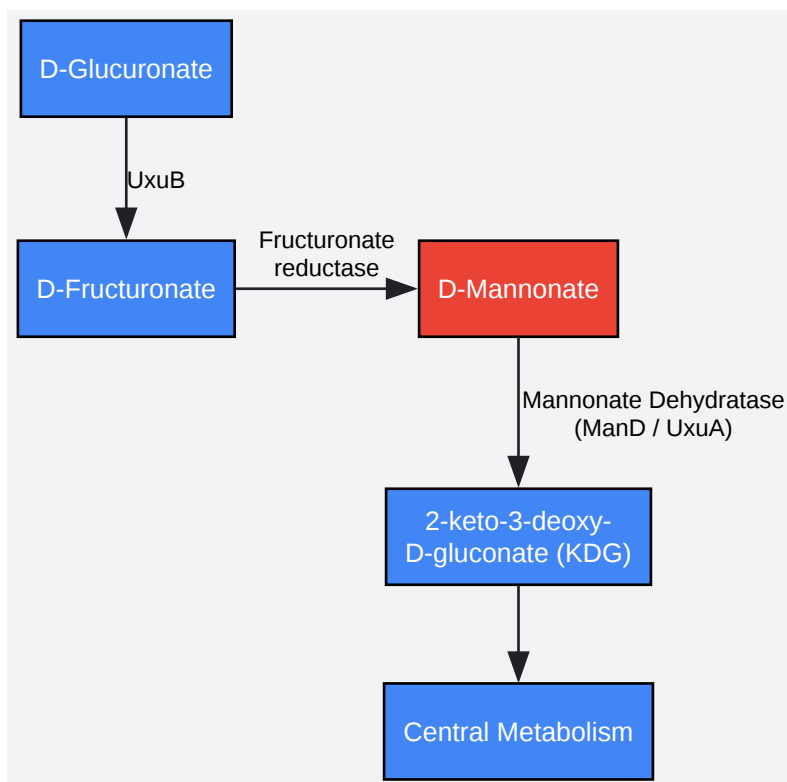 D-Glucuronate
UxuB
Fructuronate
reductase
D-Fructuronate
D-Mannonate
Mannonate Dehydratase
(ManD / UxuA)
2-keto-3-deoxy-
D-gluconate (KDG)
Central Metabolism